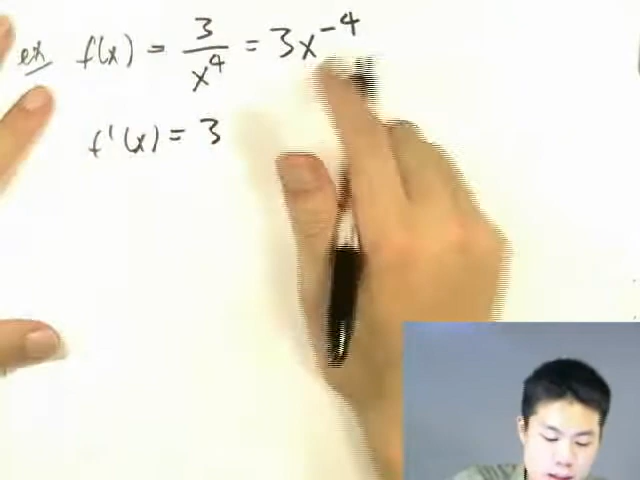 ex f(x) = 3/x⁴ = 3x⁻⁴
f'(x) = 3